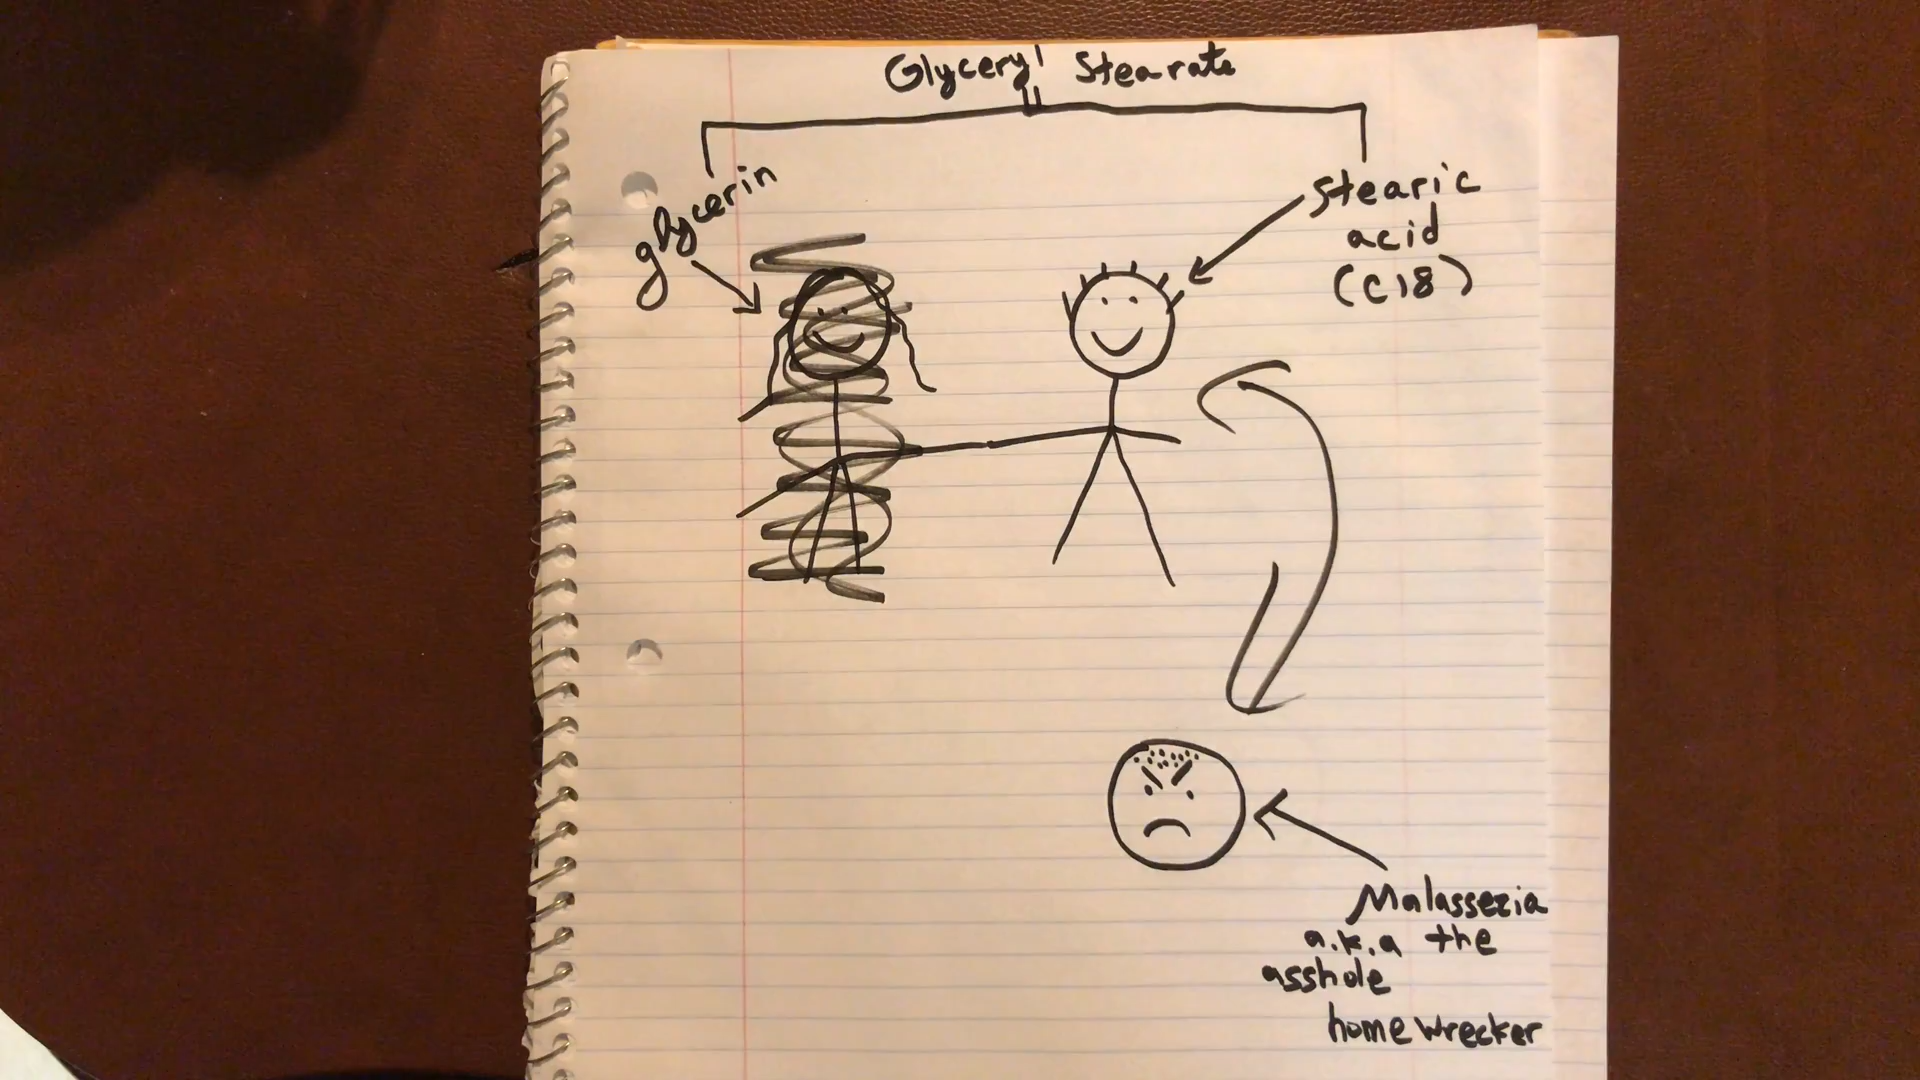 Glyceryl Stearate
glycerin
stearic
acid
(C18)
Malassezia
a.k.a the
asshole
homewrecker